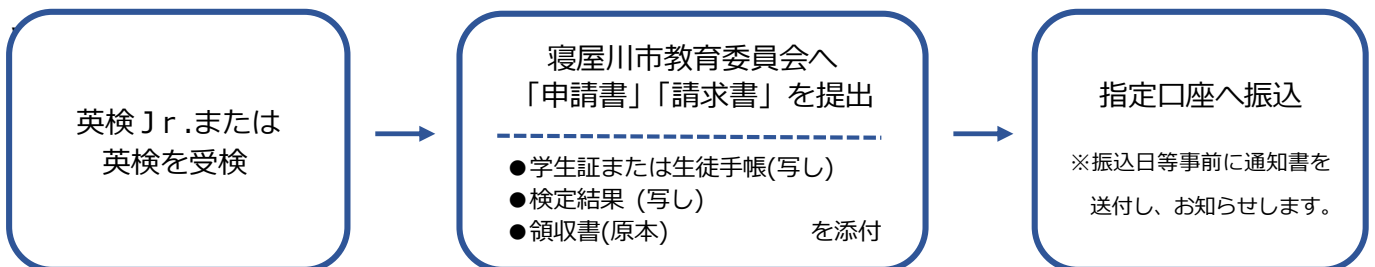 英検Ｊｒ.または
英検を受検
寝屋川市教育委員会へ
「申請書」「請求書」を提出
●学生証または生徒手帳(写し)
●検定結果 (写し)
●領収書(原本) を添付
指定口座へ振込
※振込日等事前に通知書を
送付し、お知らせします。